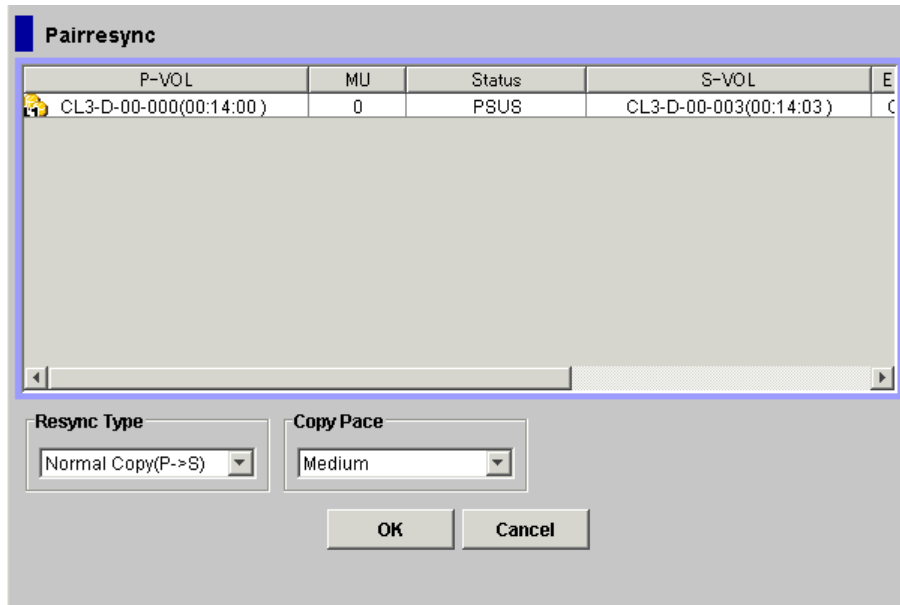 Pairresync
P-VOL MU Status S-VOL E
CL3-D-00-000(00:14:00) 0 PSUS CL3-D-00-003(00:14:03)
Resync Type Copy Pace
Normal Copy(P->S) Medium
OK Cancel